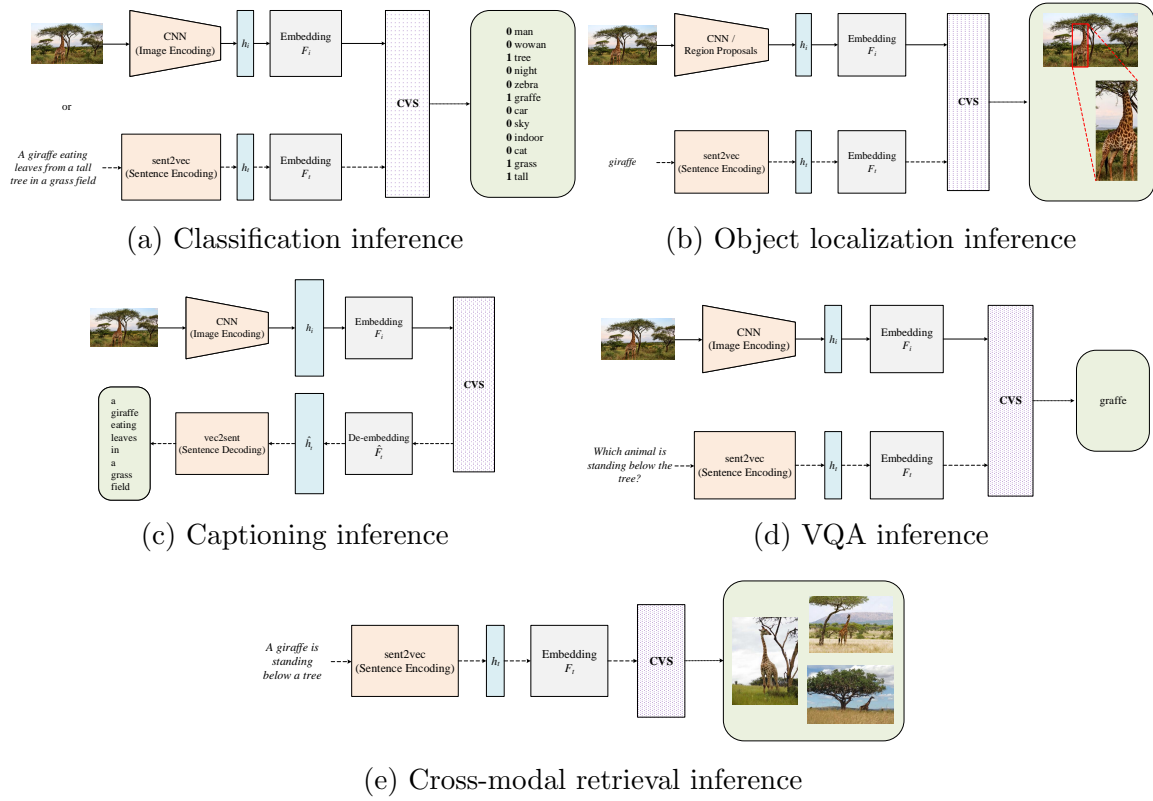 CNN
(Image Encoding)
h_i
Embedding
F_i
CVS
or
A giraffe eating
leaves from a tall
tree in a grass field
sent2vec
(Sentence Encoding)
h_t
Embedding
F_t
0 man
0 wowan
1 tree
0 night
0 zebra
1 graffe
0 car
0 sky
0 indoor
0 cat
1 grass
1 tall
(a) Classification inference
CNN /
Region Proposals
h_i
Embedding
F_i
CVS
giraffe
sent2vec
(Sentence Encoding)
h_t
Embedding
F_t
(b) Object localization inference
CNN
(Image Encoding)
h_i
Embedding
F_i
CVS
a
giraffe
eating
leaves
in
a
grass
field
vec2sent
(Sentence Decoding)
ĥ_t
De-embedding
F̂_t
(c) Captioning inference
CNN
(Image Encoding)
h_i
Embedding
F_i
CVS
graffe
Which animal is
standing below the
tree?
sent2vec
(Sentence Encoding)
h_t
Embedding
F_t
(d) VQA inference
A giraffe is
standing
below a tree
sent2vec
(Sentence Encoding)
h_t
Embedding
F_t
CVS
(e) Cross-modal retrieval inference